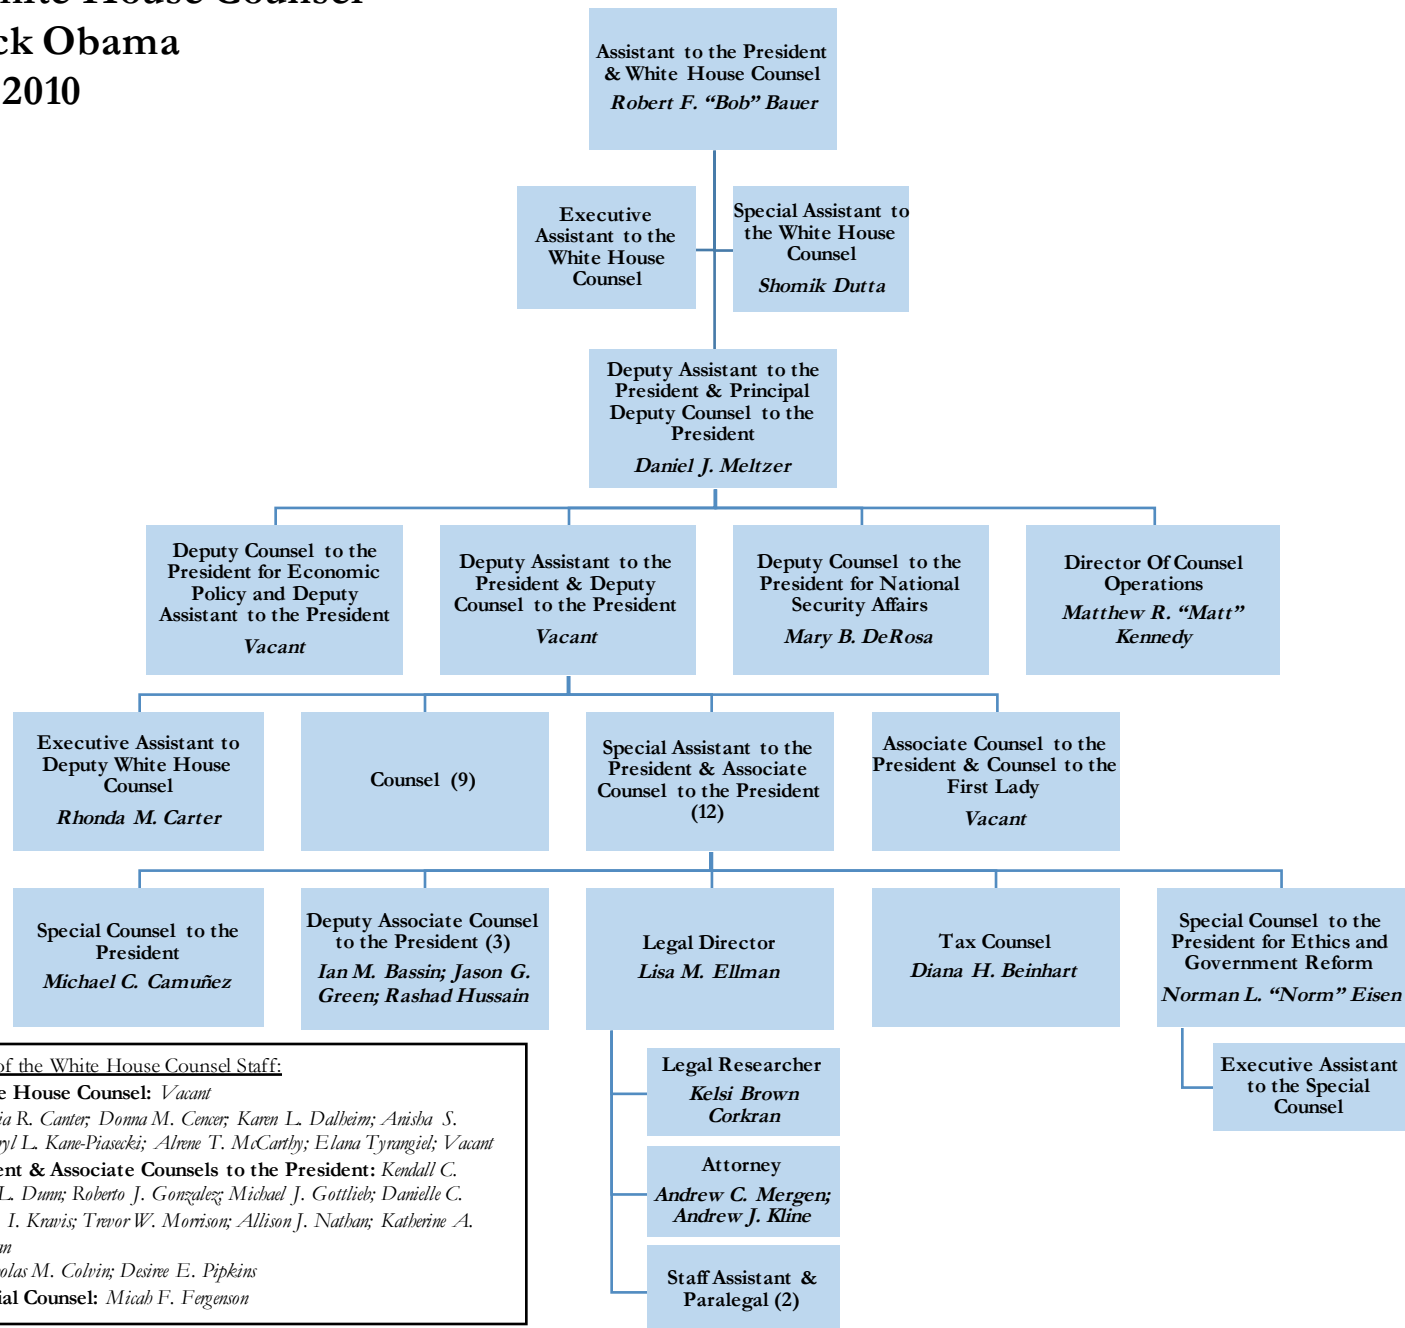 White House Counsel
ck Obama
2010
Assistant to the President
& White House Counsel
Robert F. “Bob” Bauer
Executive
Assistant to the
White House
Counsel
Special Assistant to
the White House
Counsel
Shomik Dutta
Deputy Assistant to the
President & Principal
Deputy Counsel to the
President
Daniel J. Meltzer
Deputy Counsel to the
President for Economic
Policy and Deputy
Assistant to the President
Vacant
Deputy Assistant to the
President & Deputy
Counsel to the President
Vacant
Deputy Counsel to the
President for National
Security Affairs
Mary B. DeRosa
Director Of Counsel
Operations
Matthew R. “Matt”
Kennedy
Executive Assistant to
Deputy White House
Counsel
Rhonda M. Carter
Counsel (9)
Special Assistant to the
President & Associate
Counsel to the President
(12)
Associate Counsel to the
President & Counsel to the
First Lady
Vacant
Special Counsel to the
President
Michael C. Camuñez
Deputy Associate Counsel
to the President (3)
Ian M. Bassin; Jason G.
Green; Rashad Hussain
Legal Director
Lisa M. Ellman
Tax Counsel
Diana H. Beinhart
Special Counsel to the
President for Ethics and
Government Reform
Norman L. “Norm” Eisen
Legal Researcher
Kelsi Brown
Corkran
Attorney
Andrew C. Mergen;
Andrew J. Kline
Staff Assistant &
Paralegal (2)
Executive Assistant
to the Special
Counsel
of the White House Counsel Staff:
e House Counsel: Vacant
ia R. Canter; Donna M. Cencer; Karen L. Dalheim; Anisha S.
ryl L. Kane-Piasecki; Alrene T. McCarthy; Elana Tyrangiel; Vacant
ent & Associate Counsels to the President: Kendall C.
L. Dunn; Roberto J. Gonzalez; Michael J. Gottlieb; Danielle C.
I. Kravis; Trevor W. Morrison; Allison J. Nathan; Katherine A.
an
olas M. Colvin; Desiree E. Pipkins
ial Counsel: Micah F. Fergenson